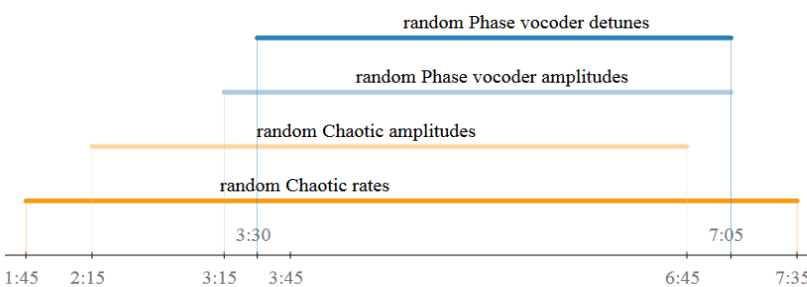 random Phase vocoder detunes
random Phase vocoder amplitudes
random Chaotic amplitudes
random Chaotic rates
3:30 7:05
1:45 2:15 3:15 3:45 6:45 7:35